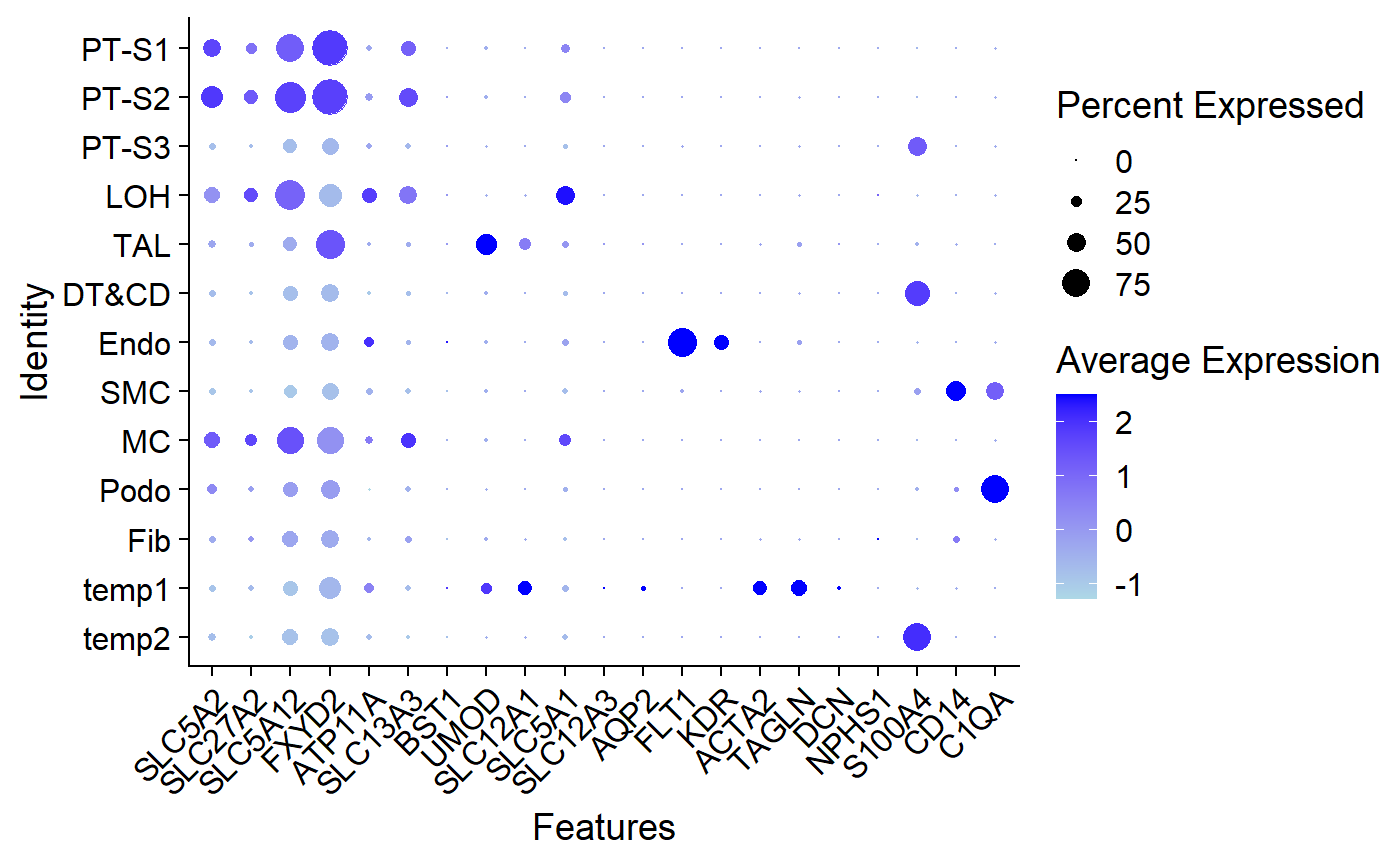 PT-S1
PT-S2
PT-S3
LOH
TAL
DT&CD
Endo
SMC
MC
Podo
Fib
temp1
temp2
Identity
SLC5A2
SLC27A2
SLC5A12
FXYD2
ATP11A
SLC13A3
BST1
UMOD
SLC12A1
SLC5A1
SLC12A3
AQP2
FLT1
KDR
ACTA2
TAGLN
DCN
NPHS1
S100A4
CD14
C1QA
Features
Percent Expressed
0
25
50
75
Average Expression
2
1
0
-1